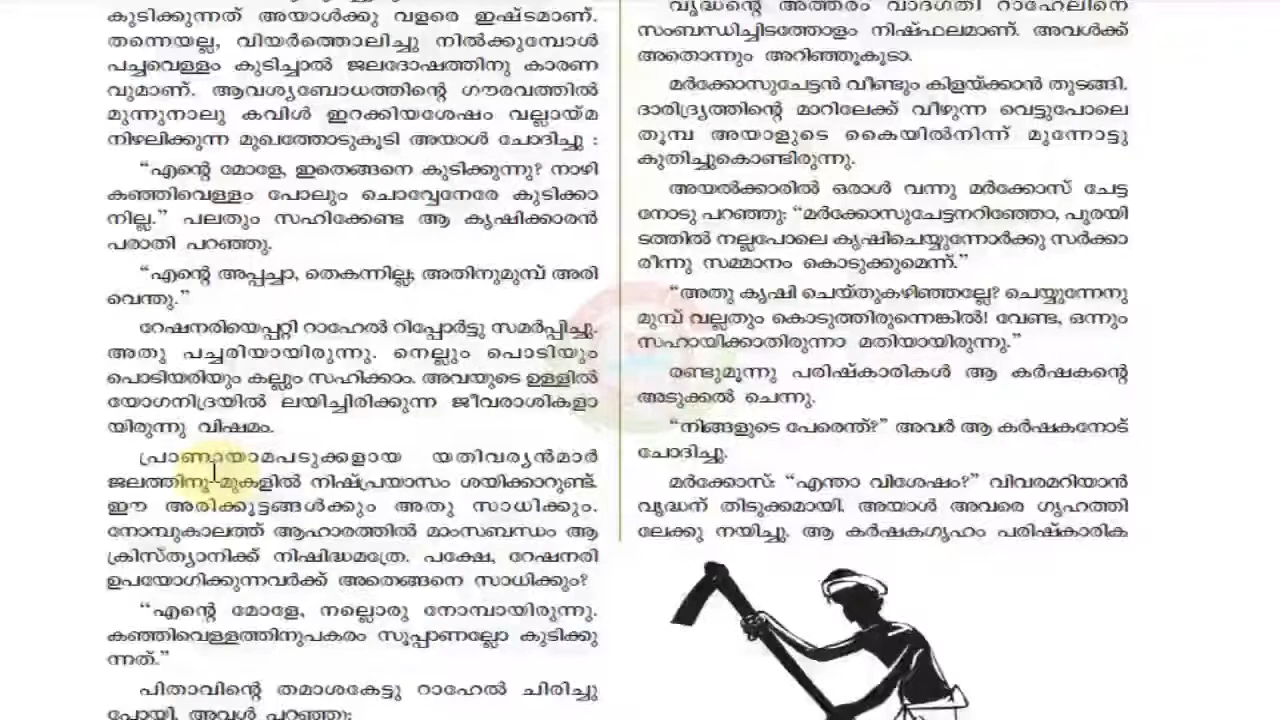 കുടിക്കുന്നത് അയാൾക്കു വളരെ ഇഷ്ടമാണ്.
തന്നെയല്ല, വിയർത്തൊലിച്ചു നിൽക്കുമ്പോൾ
പച്ചവെള്ളം കുടിച്ചാൽ ജലദോഷത്തിനു കാരണ
വുമാണ്. ആവശ്യബോധത്തിന്റെ ഗൗരവത്തിൽ
മൂന്നുനാലു കവിൾ ഇറക്കിയശേഷം വല്ലായ്മ
നിഴലിക്കുന്ന മുഖത്തോടുകൂടി അയാൾ ചോദിച്ചു :
“എന്റെ മോളേ, ഇതെങ്ങനെ കുടിക്കുന്നു? നാഴി
കഞ്ഞിവെള്ളം പോലും ചൊവ്വേനേരേ കുടിക്കാ
നില്ല.” പലതും സഹിക്കേണ്ട ആ കൃഷിക്കാരൻ
പരാതി പറഞ്ഞു.
“എന്റെ അപ്പച്ചാ, തെകന്നില്ല; അതിനുമുമ്പ് അരി
വെന്തു.”
റേഷനരിയെപ്പറ്റി റാഹേൽ റിപ്പോർട്ടു സമർപ്പിച്ചു.
അതു പച്ചരിയായിരുന്നു. നെല്ലും പൊടിയും
പൊടിയരിയും കല്ലും സഹിക്കാം. അവയുടെ ഉള്ളിൽ
യോഗനിദ്രയിൽ ലയിച്ചിരിക്കുന്ന ജീവരാശികളാ
യിരുന്നു വിഷമം.
പ്രാണായാമപടുക്കളായ യതിവര്യൻമാർ
ജലത്തിനു മുകളിൽ നിഷ്പ്രയാസം ശയിക്കാറുണ്ട്.
ഈ അരിക്കൂട്ടങ്ങൾക്കും അതു സാധിക്കും.
നോമ്പുകാലത്ത് ആഹാരത്തിൽ മാംസബന്ധം ആ
ക്രിസ്ത്യാനിക്ക് നിഷിദ്ധമത്രേ. പക്ഷേ, റേഷനരി
ഉപയോഗിക്കുന്നവർക്ക് അതെങ്ങനെ സാധിക്കും?
“എന്റെ മോളേ, നല്ലൊരു നോമ്പായിരുന്നു.
കഞ്ഞിവെള്ളത്തിനുപകരം സൂപ്പാണല്ലോ കുടിക്കു
ന്നത്.”
പിതാവിന്റെ തമാശകേട്ടു റാഹേൽ ചിരിച്ചു
പോയി. അവൾ പറഞ്ഞു:
വൃദ്ധന്റെ അത്തരം വാദഗതി റാഹേലിനെ
സംബന്ധിച്ചിടത്തോളം നിഷ്ഫലമാണ്. അവൾക്ക്
അതൊന്നും അറിഞ്ഞുകൂടാ.
മർക്കോസുചേട്ടൻ വീണ്ടും കിളയ്ക്കാൻ തുടങ്ങി.
ദാരിദ്ര്യത്തിന്റെ മാറിലേക്ക് വീഴുന്ന വെട്ടുപോലെ
തൂമ്പ അയാളുടെ കൈയിൽനിന്ന് മുന്നോട്ടു
കുതിച്ചുകൊണ്ടിരുന്നു.
അയൽക്കാരിൽ ഒരാൾ വന്നു മർക്കോസ് ചേട്ട
നോടു പറഞ്ഞു: “മർക്കോസുചേട്ടനറിഞ്ഞോ, പുരയി
ടത്തിൽ നല്ലപോലെ കൃഷിചെയ്യുന്നോർക്കു സർക്കാ
രീന്നു സമ്മാനം കൊടുക്കുമെന്ന്.”
“അതു കൃഷി ചെയ്തുകഴിഞ്ഞല്ലേ? ചെയ്യുന്നേനു
മുമ്പ് വല്ലതും കൊടുത്തിരുന്നെങ്കിൽ! വേണ്ട, ഒന്നും
സഹായിക്കാതിരുന്നാ മതിയായിരുന്നു.”
രണ്ടുമൂന്നു പരിഷ്കാരികൾ ആ കർഷകന്റെ
അടുക്കൽ ചെന്നു.
“നിങ്ങളുടെ പേരെന്ത്?” അവർ ആ കർഷകനോട്
ചോദിച്ചു.
മർക്കോസ്: “എന്താ വിശേഷം?” വിവരമറിയാൻ
വൃദ്ധന് തിടുക്കമായി. അയാൾ അവരെ ഗൃഹത്തി
ലേക്കു നയിച്ചു. ആ കർഷകഗൃഹം പരിഷ്കാരിക